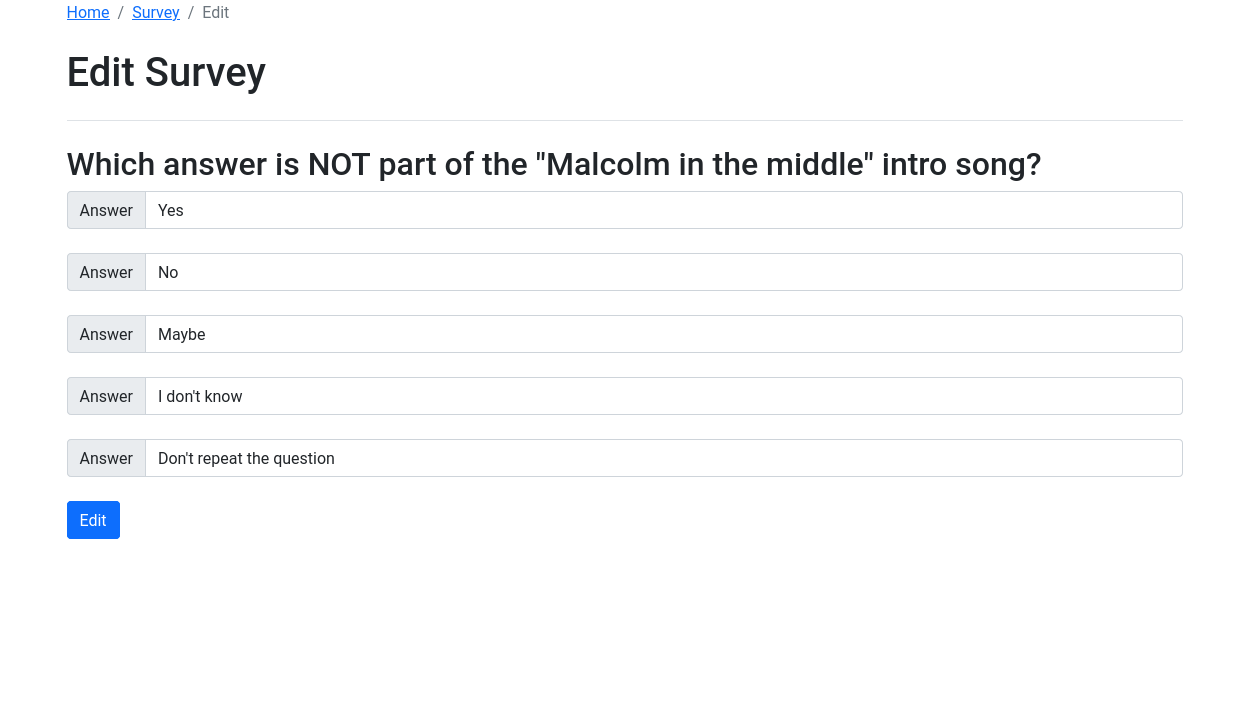 Home / Survey / Edit
Edit Survey
Which answer is NOT part of the "Malcolm in the middle" intro song?
Answer Yes
Answer No
Answer Maybe
Answer I don't know
Answer Don't repeat the question
Edit